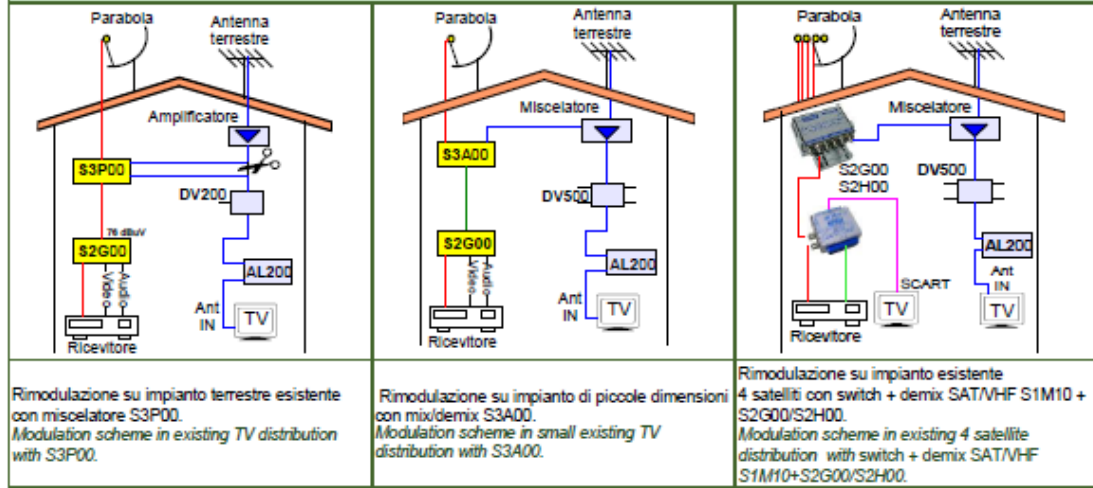 Parabola
Antenna
terrestre
Amplificatore
S3P00
DV200
76 dBuV
S2G00
Video
Audio
AL200
Ant
IN
TV
Ricevitore
Rimodulazione su impianto terrestre esistente
con miscelatore S3P00.
Modulation scheme in existing TV distribution
with S3P00.
Parabola
Antenna
terrestre
Miscelatore
S3A00
DV500
S2G00
Video
Audio
AL200
Ant
IN
TV
Ricevitore
Rimodulazione su impianto di piccole dimensioni
con mix/demix S3A00.
Modulation scheme in small existing TV
distribution with S3A00.
Parabola
Antenna
terrestre
Miscelatore
S2G00
S2H00
DV500
AL200
SCART
Ant
IN
TV
TV
Ricevitore
Rimodulazione su impianto esistente
4 satelliti con switch + demix SAT/VHF S1M10 +
S2G00/S2H00.
Modulation scheme in existing 4 satellite
distribution with switch + demix SAT/VHF
S1M10+S2G00/S2H00.